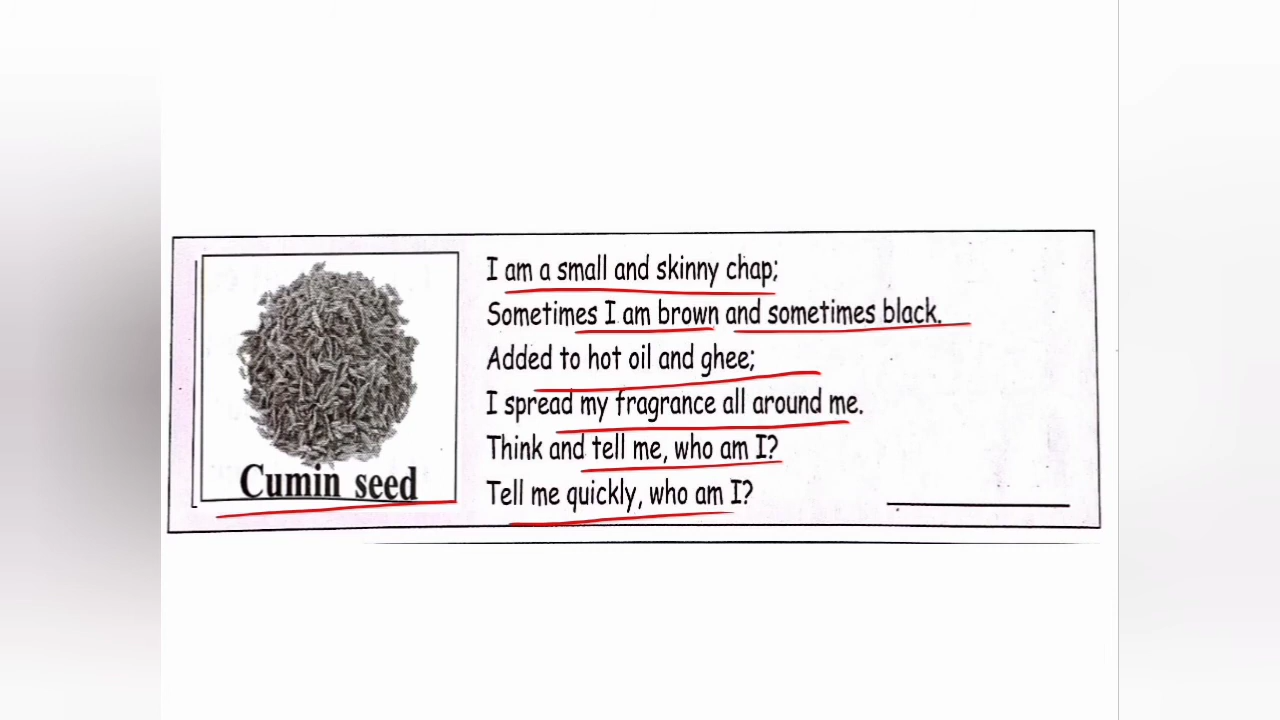 I am a small and skinny chap;
Sometimes I am brown and sometimes black.
Added to hot oil and ghee;
I spread my fragrance all around me.
Think and tell me, who am I?
Tell me quickly, who am I?
Cumin seed